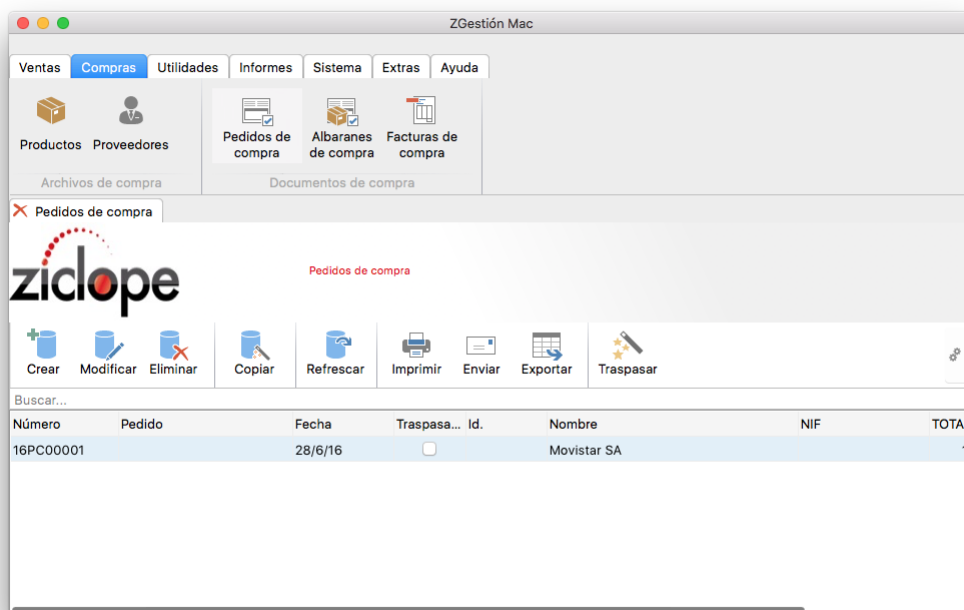 ZGestión Mac
Ventas Compras Utilidades Informes Sistema Extras Ayuda
Productos Proveedores Pedidos de compra Albaranes de compra Facturas de compra
Archivos de compra Documentos de compra
Pedidos de compra
ziclope
Pedidos de compra
Crear Modificar Eliminar Copiar Refrescar Imprimir Enviar Exportar Traspasar
Buscar...
Número Pedido Fecha Traspasa... Id. Nombre NIF TOTA
16PC00001 28/6/16 Movistar SA